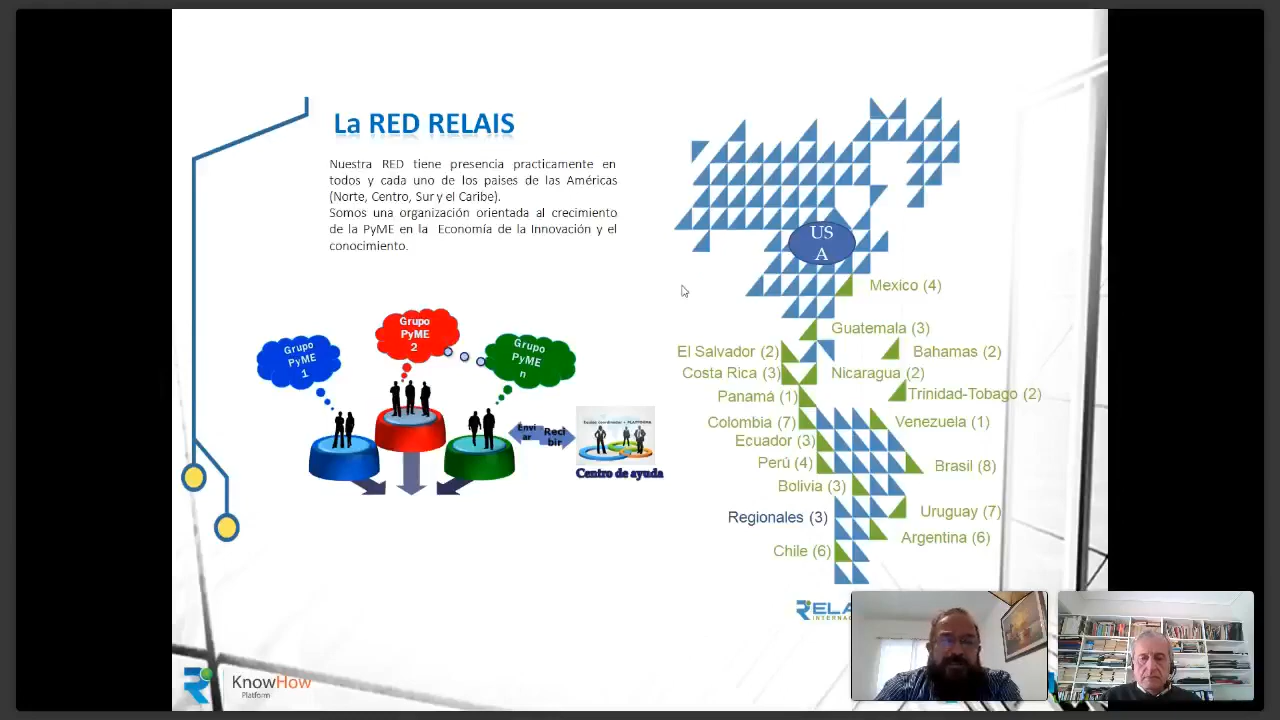 La RED RELAIS
Nuestra RED tiene presencia practicamente en
todos y cada uno de los paises de las Américas
(Norte, Centro, Sur y el Caribe).
Somos una organización orientada al crecimiento
de la PyME en la Economía de la Innovación y el
conocimiento.
Grupo
PyME
1
Grupo
PyME
2
Grupo
PyME
n
Envi
ar
Reci
bir
Centro de ayuda
US
A
Mexico (4)
Guatemala (3)
El Salvador (2)
Bahamas (2)
Costa Rica (3)
Nicaragua (2)
Panamá (1)
Trinidad-Tobago (2)
Colombia (7)
Venezuela (1)
Ecuador (3)
Perú (4)
Brasil (8)
Bolivia (3)
Regionales (3)
Uruguay (7)
Argentina (6)
Chile (6)
KnowHow
Platform